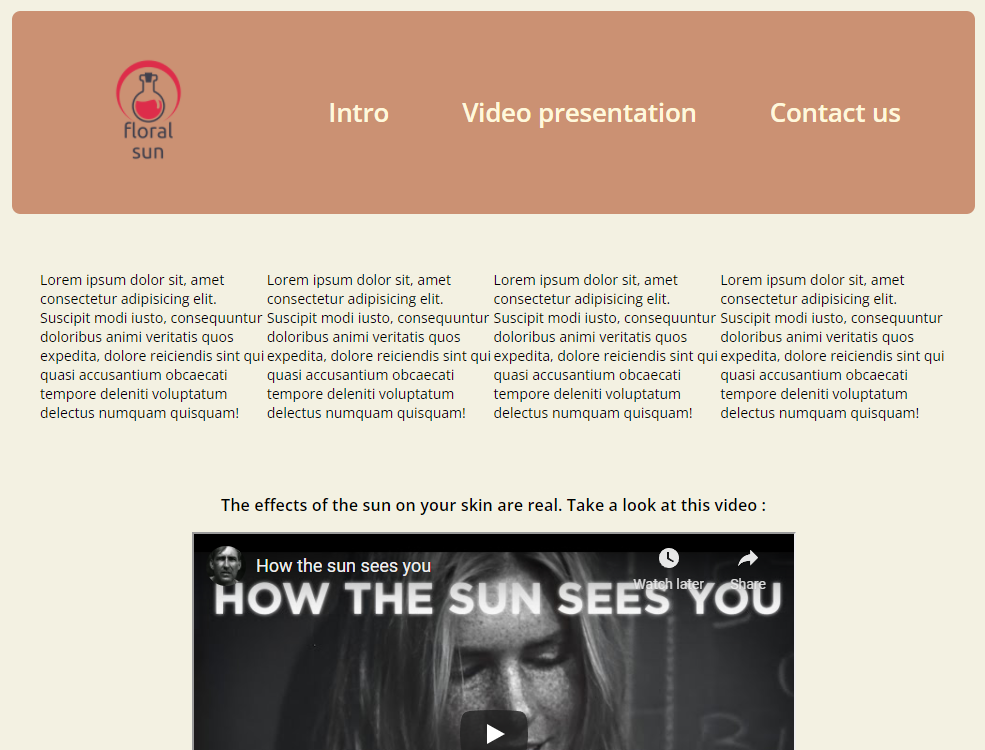 floral
sun
Intro
Video presentation
Contact us
Lorem ipsum dolor sit, amet
consectetur adipisicing elit.
Suscipit modi iusto, consequuntur
doloribus animi veritatis quos
expedita, dolore reiciendis sint qui
quasi accusantium obcaecati
tempore deleniti voluptatum
delectus numquam quisquam!
Lorem ipsum dolor sit, amet
consectetur adipisicing elit.
Suscipit modi iusto, consequuntur
doloribus animi veritatis quos
expedita, dolore reiciendis sint qui
quasi accusantium obcaecati
tempore deleniti voluptatum
delectus numquam quisquam!
Lorem ipsum dolor sit, amet
consectetur adipisicing elit.
Suscipit modi iusto, consequuntur
doloribus animi veritatis quos
expedita, dolore reiciendis sint qui
quasi accusantium obcaecati
tempore deleniti voluptatum
delectus numquam quisquam!
Lorem ipsum dolor sit, amet
consectetur adipisicing elit.
Suscipit modi iusto, consequuntur
doloribus animi veritatis quos
expedita, dolore reiciendis sint qui
quasi accusantium obcaecati
tempore deleniti voluptatum
delectus numquam quisquam!
The effects of the sun on your skin are real. Take a look at this video :
How the sun sees you
Watch later
Share
HOW THE SUN SEES YOU